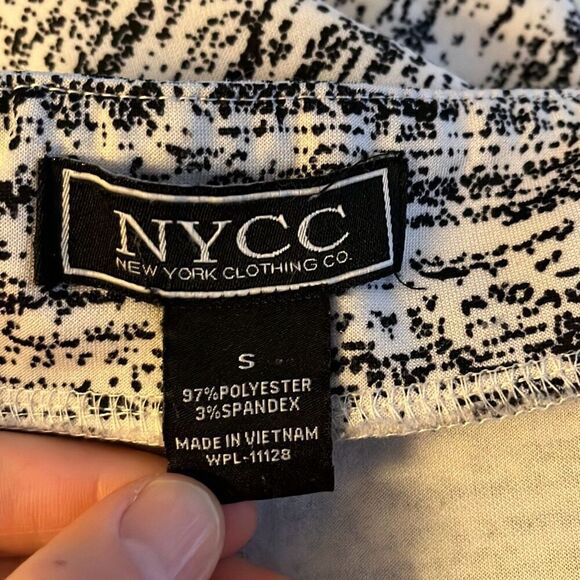 NYCC
NEW YORK CLOTHING CO.
S
97%POLYESTER
3%SPANDEX
MADE IN VIETNAM
WPL-11128